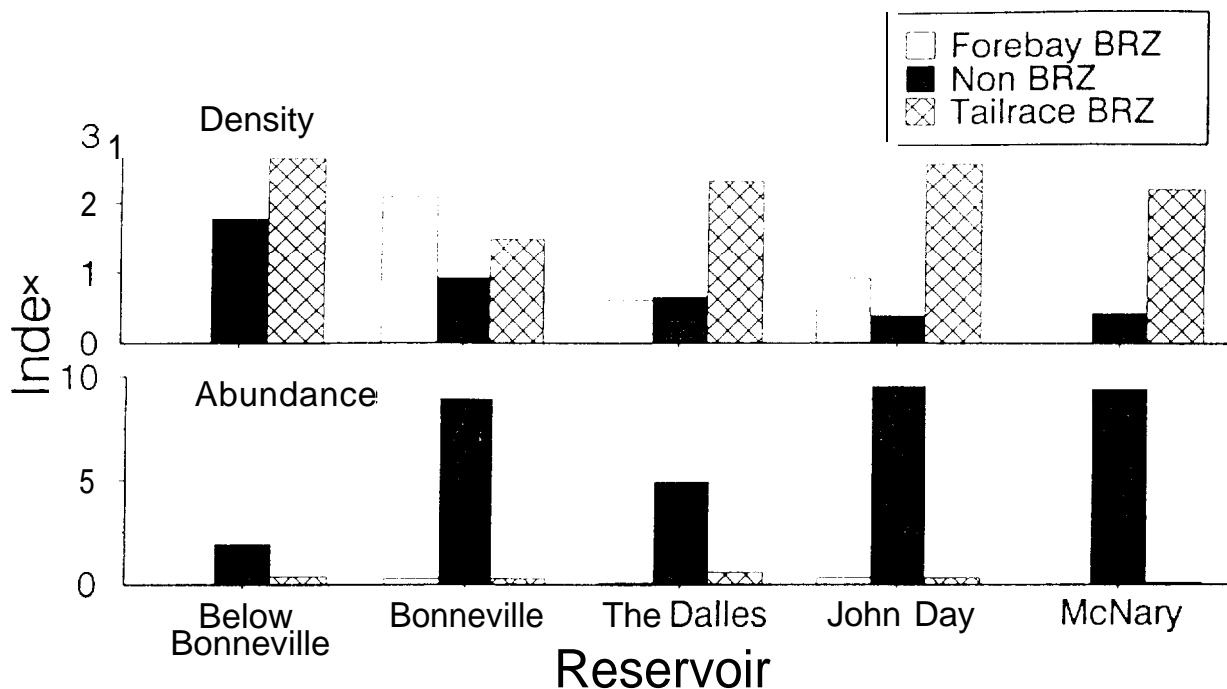 Forebay BRZ
Non BRZ
Tailrace BRZ
Density
3
1
2
1
0
Index
10
Abundance
5
0
Below
Bonneville
Bonneville
The Dalles
John Day
McNary
Reservoir